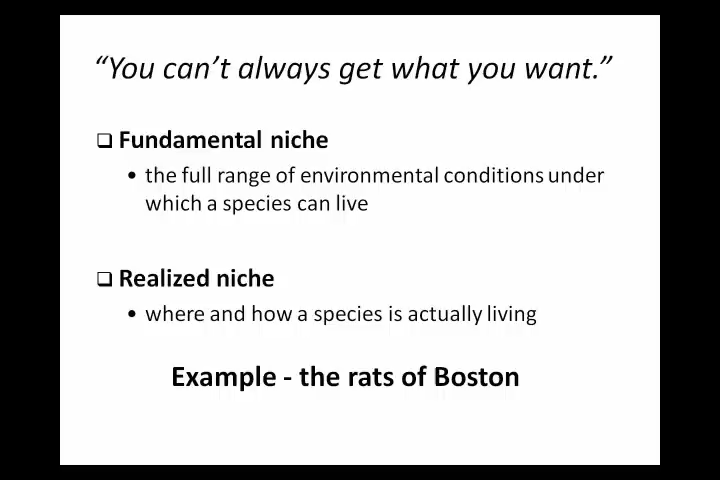 “You can’t always get what you want.”
❑ Fundamental niche
• the full range of environmental conditions under
which a species can live
❑ Realized niche
• where and how a species is actually living
Example - the rats of Boston